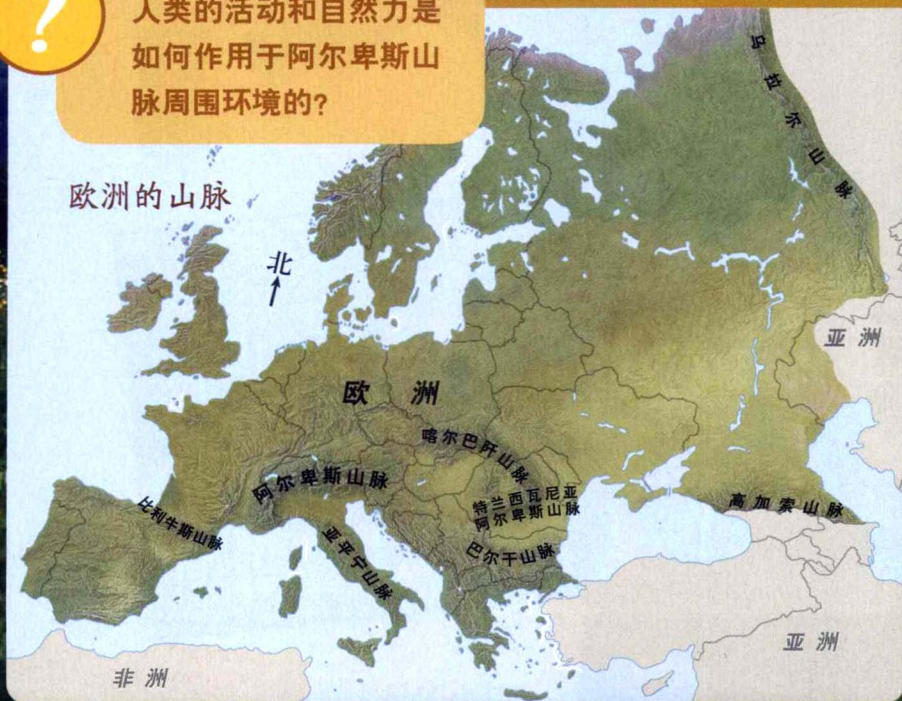 ?
人类的活动和自然力是
如何作用于阿尔卑斯山
脉周围环境的?
欧洲的山脉
北
乌拉尔山脉
亚洲
欧洲
喀尔巴阡山脉
阿尔卑斯山脉
特兰西瓦尼亚
阿尔卑斯山脉
比利牛斯山脉
高加索山脉
亚平宁山脉
巴尔干山脉
亚洲
非洲